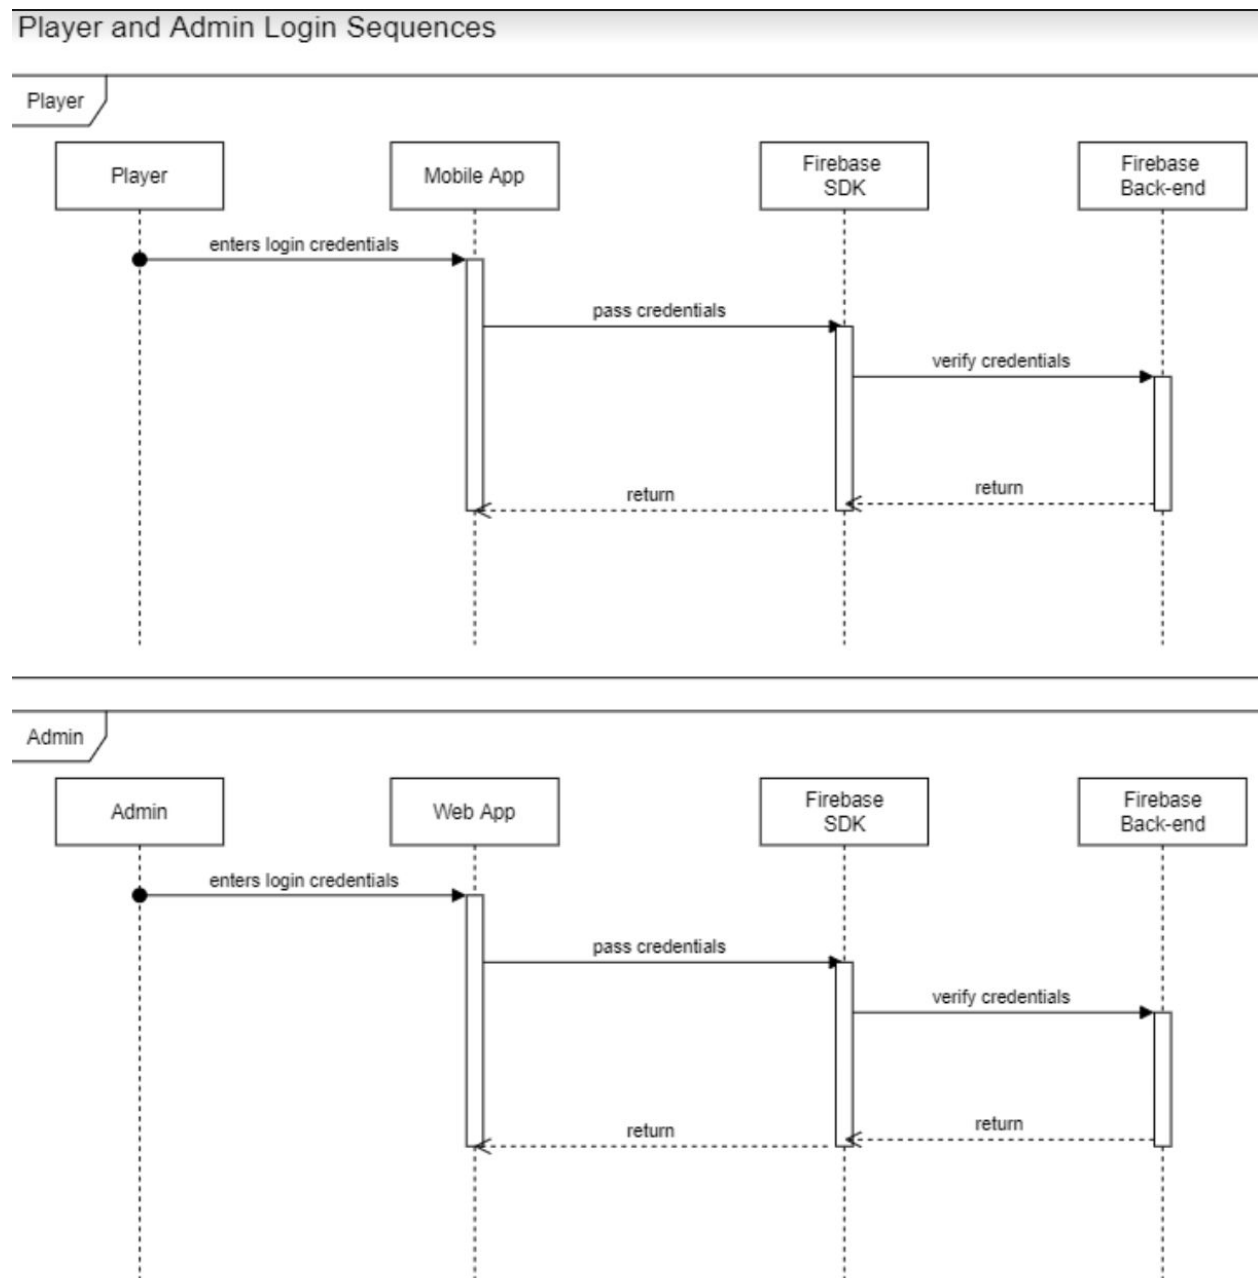 Player and Admin Login Sequences
Player
Player
Mobile App
Firebase
SDK
Firebase
Back-end
enters login credentials
pass credentials
verify credentials
return
return
Admin
Admin
Web App
Firebase
SDK
Firebase
Back-end
enters login credentials
pass credentials
verify credentials
return
return